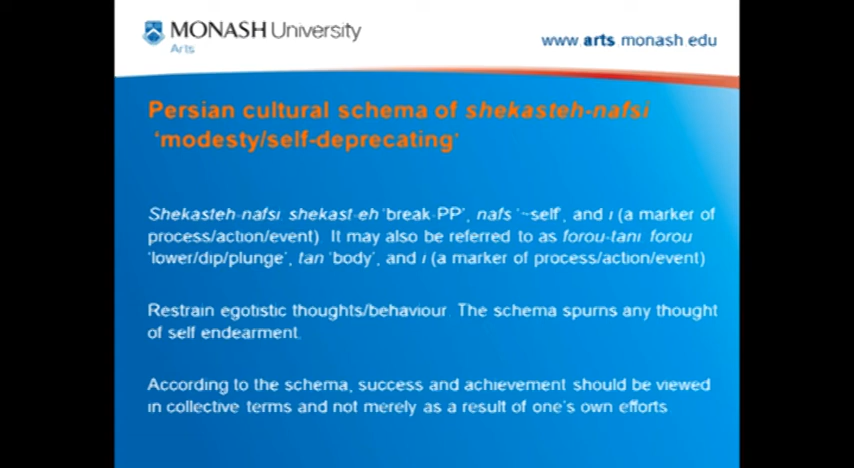 MONASH University
Arts
www arts monash edu
Persian cultural schema of shekasteh-nafsi
'modesty/self-deprecating'
Shekasteh-nafsi shekast-eh 'break-PP', nafs '~self', and i (a marker of
process/action/event) It may also be referred to as forou-tani forou
'lower/dip/plunge', tan 'body', and i (a marker of process/action/event)
Restrain egotistic thoughts/behaviour. The schema spurns any thought
of self endearment.
According to the schema, success and achievement should be viewed
in collective terms and not merely as a result of one's own efforts